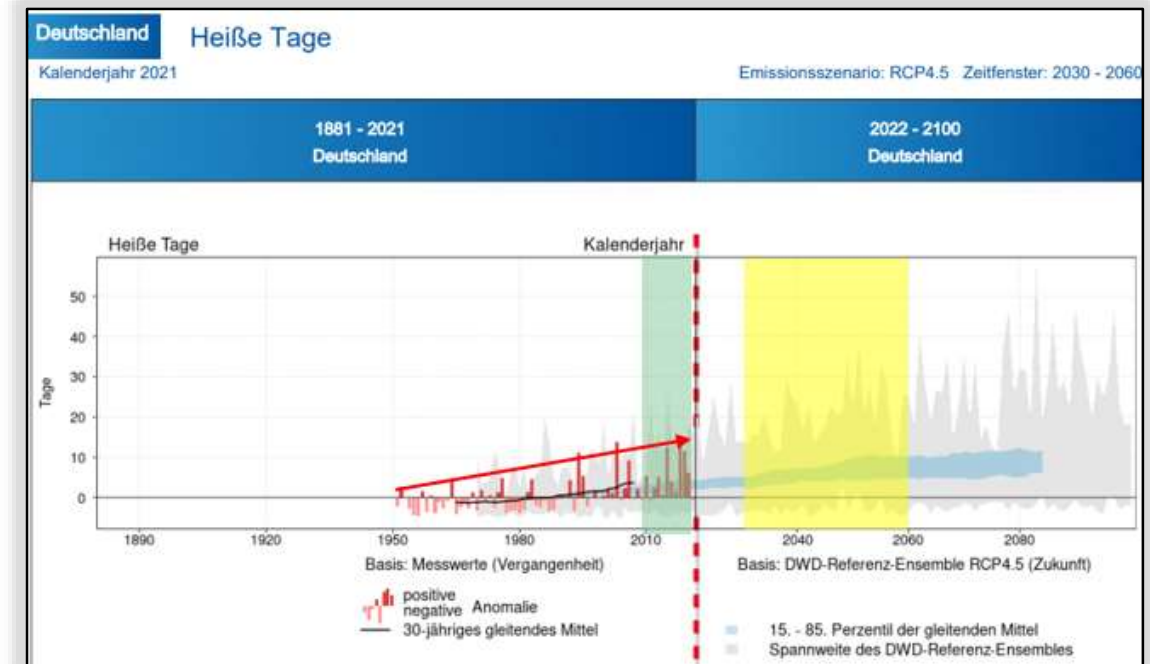 Deutschland Heiße Tage
Kalenderjahr 2021 Emissionsszenario: RCP4.5 Zeitfenster: 2030 - 2060
1881 - 2021
Deutschland
2022 - 2100
Deutschland
Heiße Tage Kalenderjahr
Tage
50
40
30
20
10
0
1890 1920 1950 1980 2010 2040 2060 2080
Basis: Messwerte (Vergangenheit) Basis: DWD-Referenz-Ensemble RCP4.5 (Zukunft)
positive
negative Anomalie
30-jähriges gleitendes Mittel
15. - 85. Perzentil der gleitenden Mittel
Spannweite des DWD-Referenz-Ensembles